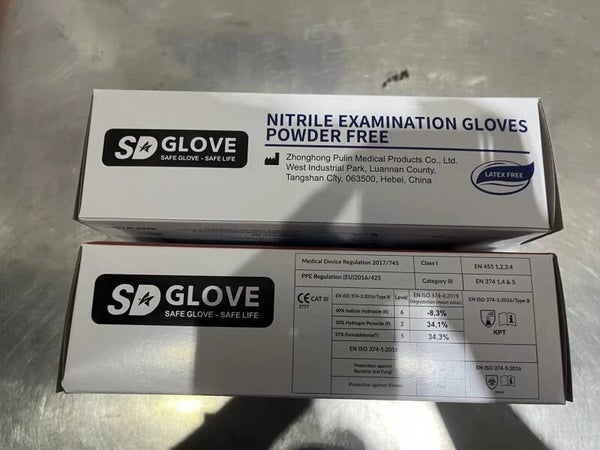 SD GLOVE
SAFE GLOVE - SAFE LIFE
NITRILE EXAMINATION GLOVES
POWDER FREE
Zhonghong Pulin Medical Products Co., Ltd.
West Industrial Park, Luannan County,
Tangshan City, 063500, Hebei, China
LATEX FREE
SD GLOVE
SAFE GLOVE - SAFE LIFE
Medical Device Regulation 2017/745 Class I EN 455 1,2,3,4
PPE Regulation (EU)2016/425 Category III EN 374 1,4 & 5
CE CAT III
2777
EN ISO 374-1:2016/Type B Level EN ISO 374-4:2019
Degradation (mean value)
EN ISO 374-1:2016/Type B
40% Sodium Hydroxide (K) 6 -8,3%
30% Hydrogen Peroxide (P) 2 34,1%
37% Formaldehyde(T) 5 34,3%
KPT
EN ISO 374-5:2016
EN ISO 374-5:2016
Protection against
Bacteria and Fungi
Protection against Viruses